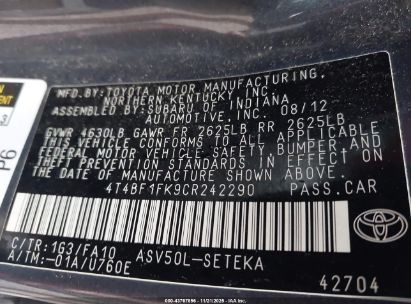 MFD.BY: TOYOTA MOTOR MANUFACTURING,
NORTHERN KENTUCKY, INC
ASSEMBLED BY: SUBARU OF INDIANA
AUTOMOTIVE, INC. 08/12
GVWR 4630LB GAWR FR 2625LB RR 2625LB
THIS VEHICLE CONFORMS TO ALL APPLICABLE
FEDERAL MOTOR VEHICLE SAFETY, BUMPER, AND
THEFT PREVENTION STANDARDS IN EFFECT ON
THE DATE OF MANUFACTURE SHOWN ABOVE.
4T4BF1FK9CR242290 PASS.CAR
C/TR: 1G3/FA10 ASV50L-SETEKA
A/TM: -01A/U760E
TOYOTA
42704
P6